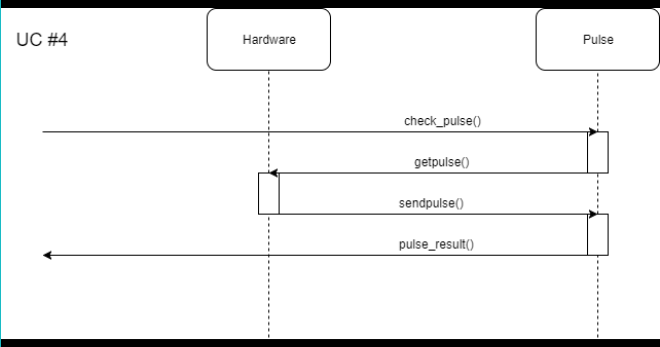 UC #4
Hardware
Pulse
check_pulse()
getpulse()
sendpulse()
pulse_result()